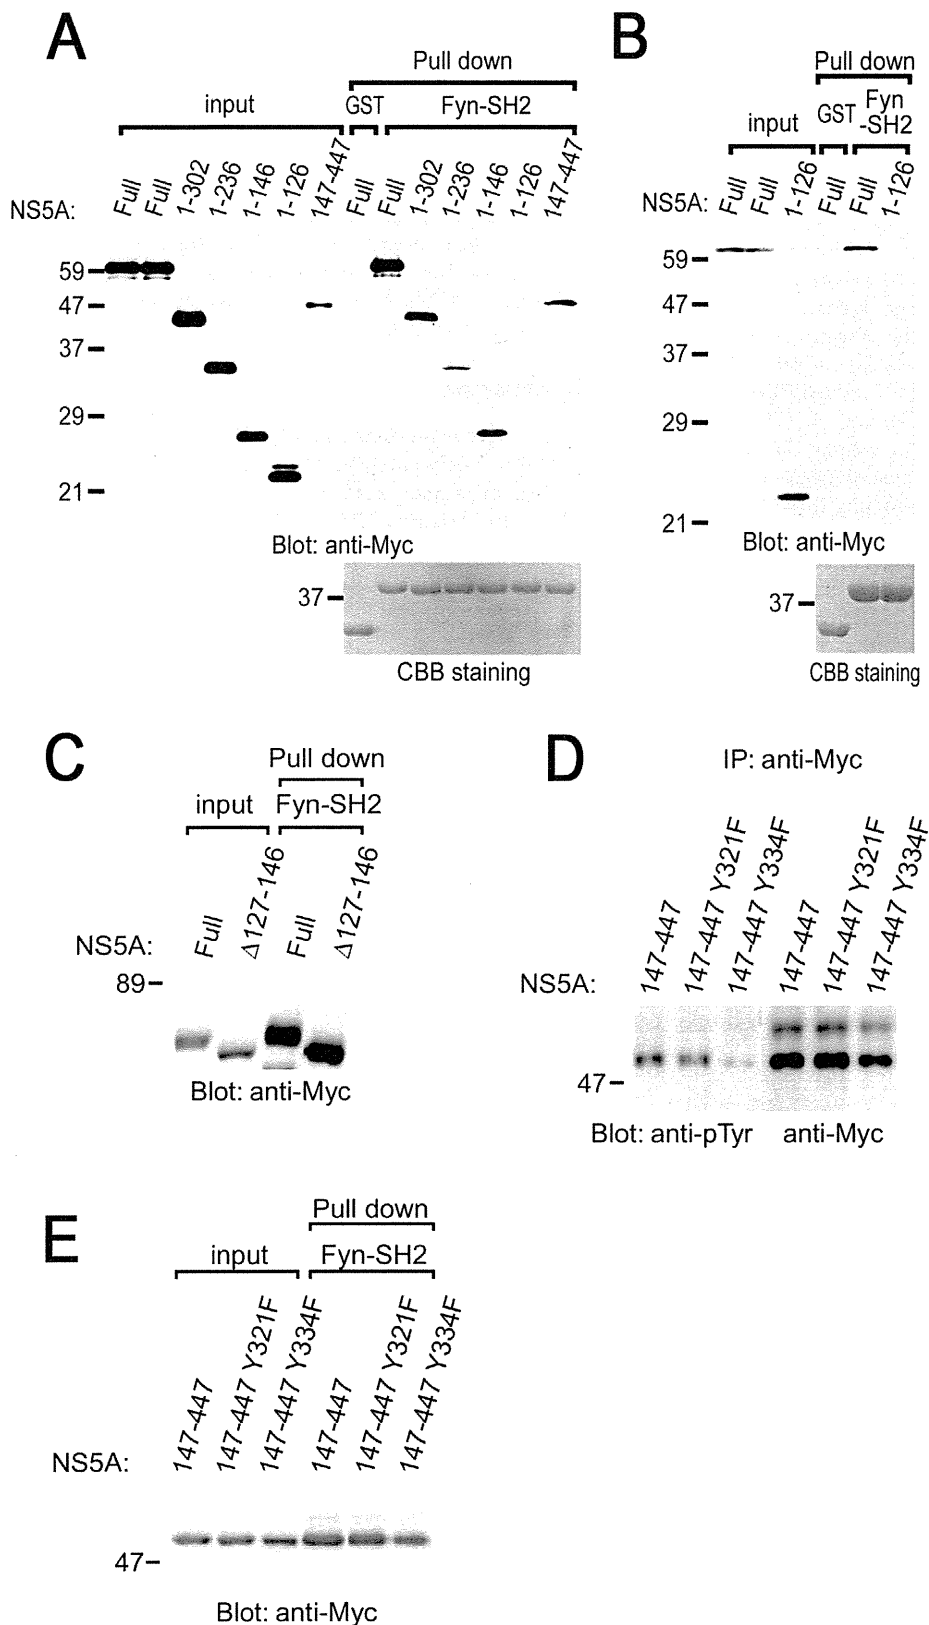 A
Pull down
input GST Fyn-SH2
NS5A: Full Full 1-302 1-236 1-146 1-126 147-447 Full Full 1-302 1-236 1-146 1-126 147-447
59
47
37
29
21
Blot: anti-Myc
37
CBB staining
B
Pull down
input GST Fyn
-SH2
NS5A: Full Full 1-126 Full Full 1-126
59
47
37
29
21
Blot: anti-Myc
37
CBB staining
C
Pull down
input Fyn-SH2
NS5A: Full Δ127-146 Full Δ127-146
89
Blot: anti-Myc
D
IP: anti-Myc
NS5A: 147-447 147-447 Y321F 147-447 Y334F 147-447 147-447 Y321F 147-447 Y334F
47
Blot: anti-pTyr anti-Myc
E
Pull down
input Fyn-SH2
NS5A: 147-447 147-447 Y321F 147-447 Y334F 147-447 147-447 Y321F 147-447 Y334F
47
Blot: anti-Myc